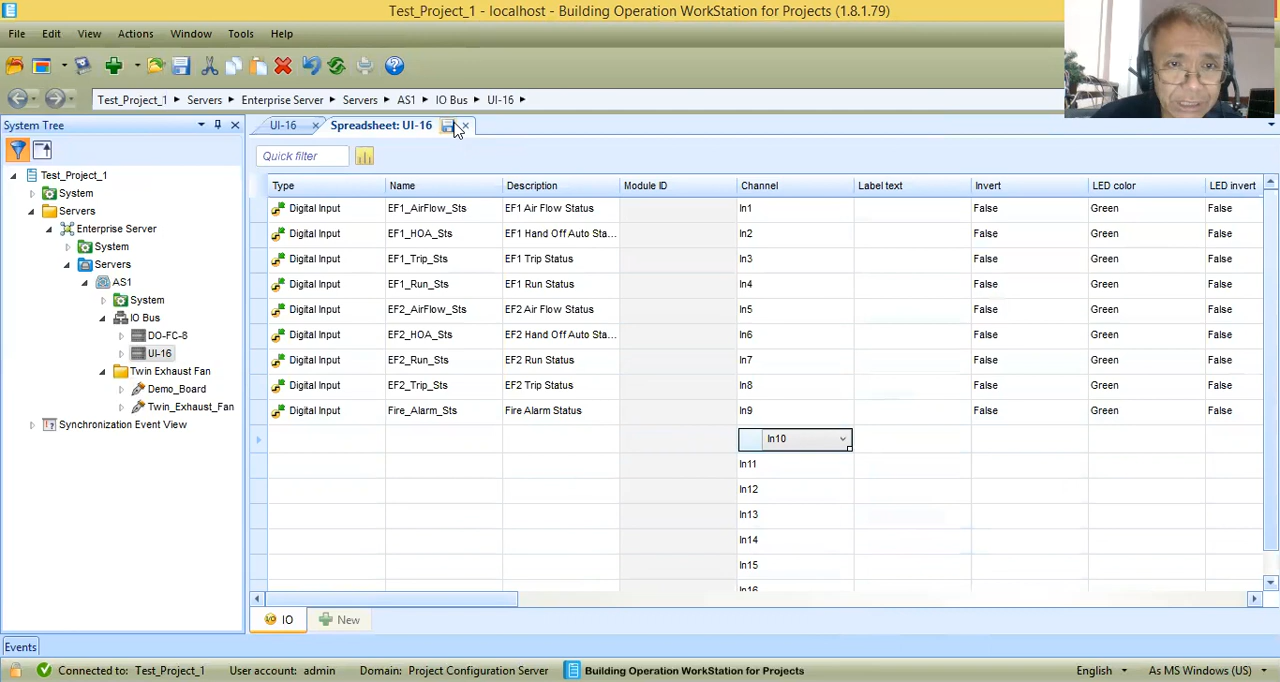 Test_Project_1 - localhost - Building Operation WorkStation for Projects (1.8.1.79)
File Edit View Actions Window Tools Help
Test_Project_1 Servers Enterprise Server Servers AS1 IO Bus UI-16
System Tree
UI-16 Spreadsheet: UI-16
Quick filter
Test_Project_1
System
Servers
Enterprise Server
System
Servers
AS1
System
IO Bus
DO-FC-8
UI-16
Twin Exhaust Fan
Demo_Board
Twin_Exhaust_Fan
Synchronization Event View
Type Name Description Module ID Channel Label text Invert LED color LED invert
Digital Input EF1_AirFlow_Sts EF1 Air Flow Status In1 False Green False
Digital Input EF1_HOA_Sts EF1 Hand Off Auto Sta... In2 False Green False
Digital Input EF1_Trip_Sts EF1 Trip Status In3 False Green False
Digital Input EF1_Run_Sts EF1 Run Status In4 False Green False
Digital Input EF2_AirFlow_Sts EF2 Air Flow Status In5 False Green False
Digital Input EF2_HOA_Sts EF2 Hand Off Auto Sta... In6 False Green False
Digital Input EF2_Run_Sts EF2 Run Status In7 False Green False
Digital Input EF2_Trip_Sts EF2 Trip Status In8 False Green False
Digital Input Fire_Alarm_Sts Fire Alarm Status In9 False Green False
In10
In11
In12
In13
In14
In15
In16
I/O IO New
Events
Connected to: Test_Project_1 User account: admin Domain: Project Configuration Server Building Operation WorkStation for Projects English As MS Windows (US)